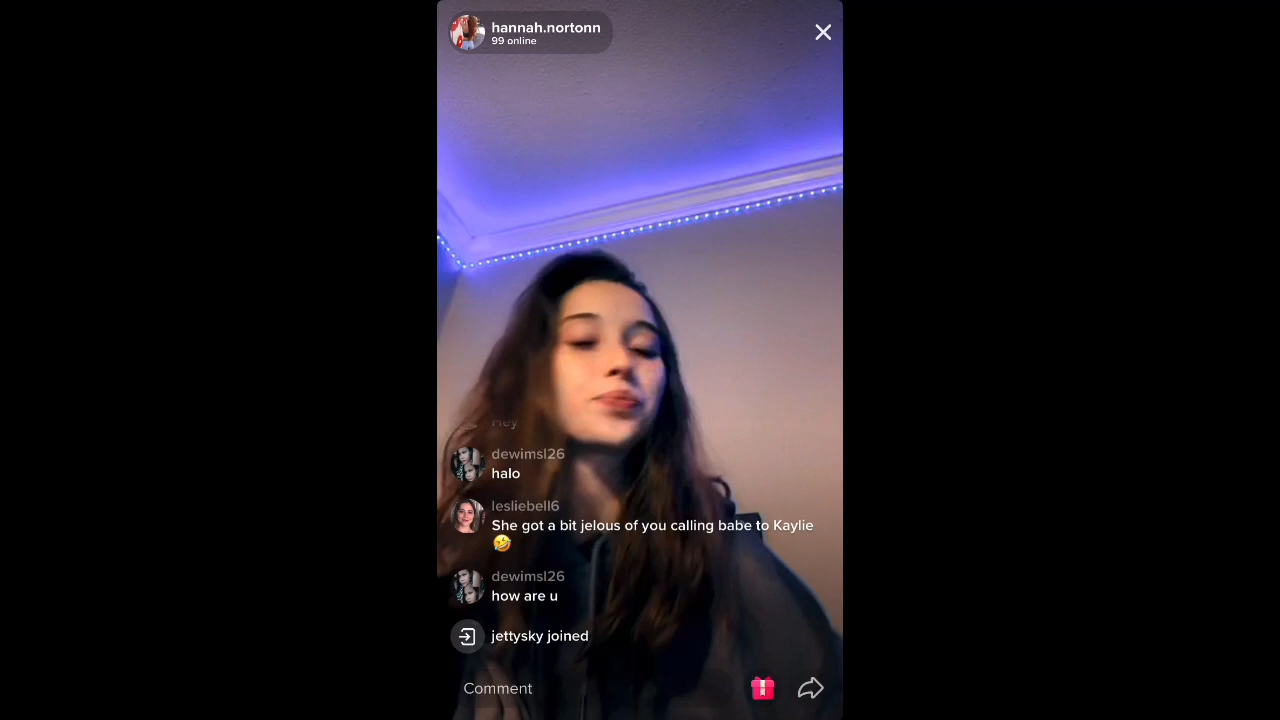 hannah.nortonn
99 online
Hey
dewimsl26
halo
lesliebell6
She got a bit jelous of you calling babe to Kaylie
🤣
dewimsl26
how are u
jettysky joined
Comment